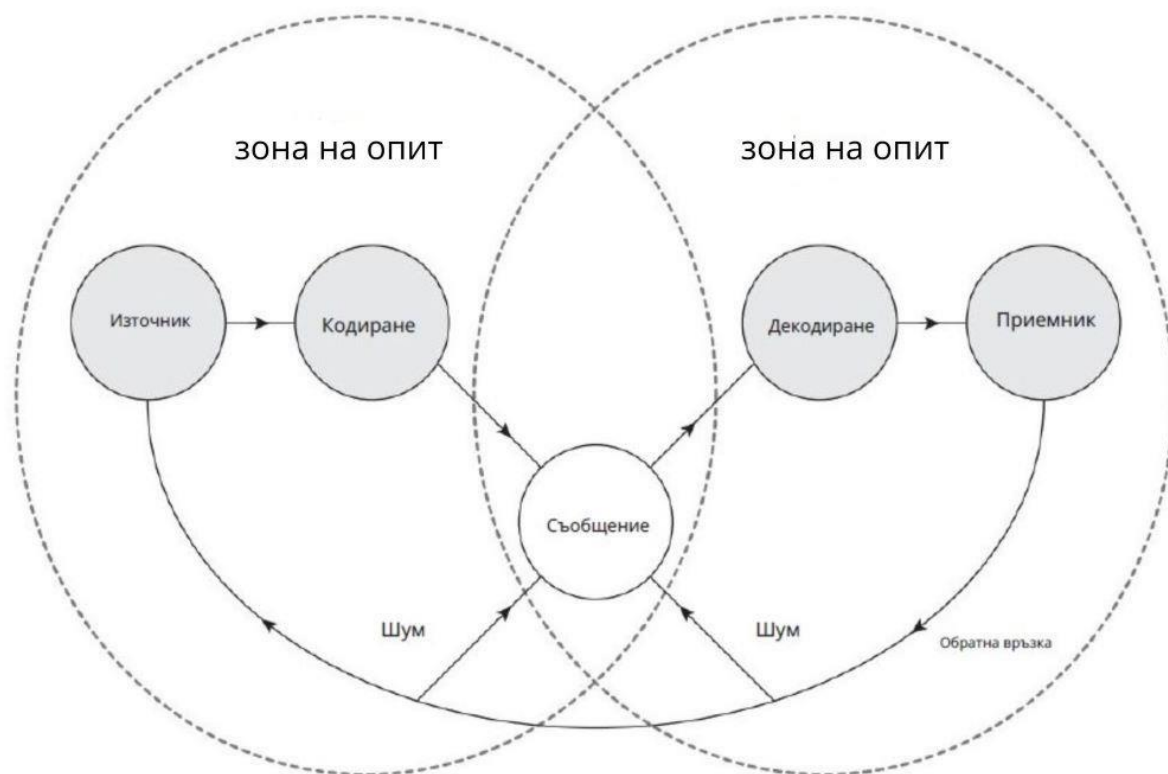 зона на опит
зона на опит
Източник
Кодиране
Декодиране
Приемник
Съобщение
Шум
Шум
Обратна връзка